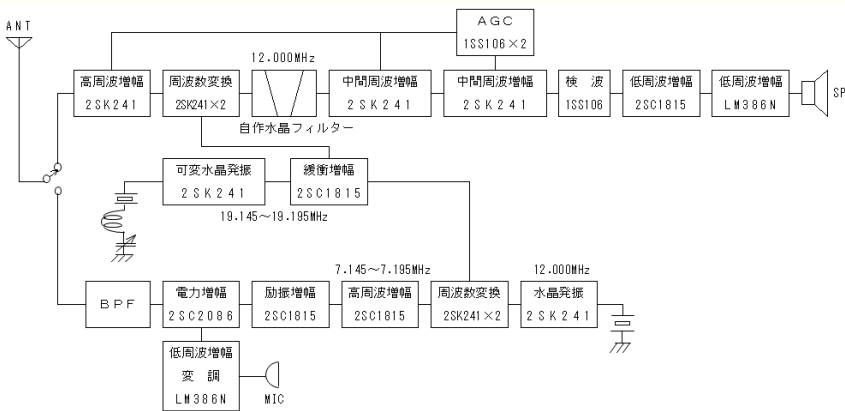 ANT
AGC
1SS106×2
12.000MHz
高周波増幅
2SK241
周波数変換
2SK241×2
自作水晶フィルター
中間周波増幅
2SK241
中間周波増幅
2SK241
検波
1SS106
低周波増幅
2SC1815
低周波増幅
LM386N
SP
可変水晶発振
2SK241
緩衝増幅
2SC1815
19.145～19.195MHz
BPF
電力増幅
2SC2086
励振増幅
2SC1815
7.145～7.195MHz
高周波増幅
2SC1815
周波数変換
2SK241×2
12.000MHz
水晶発振
2SK241
低周波増幅
変調
LM386N
MIC